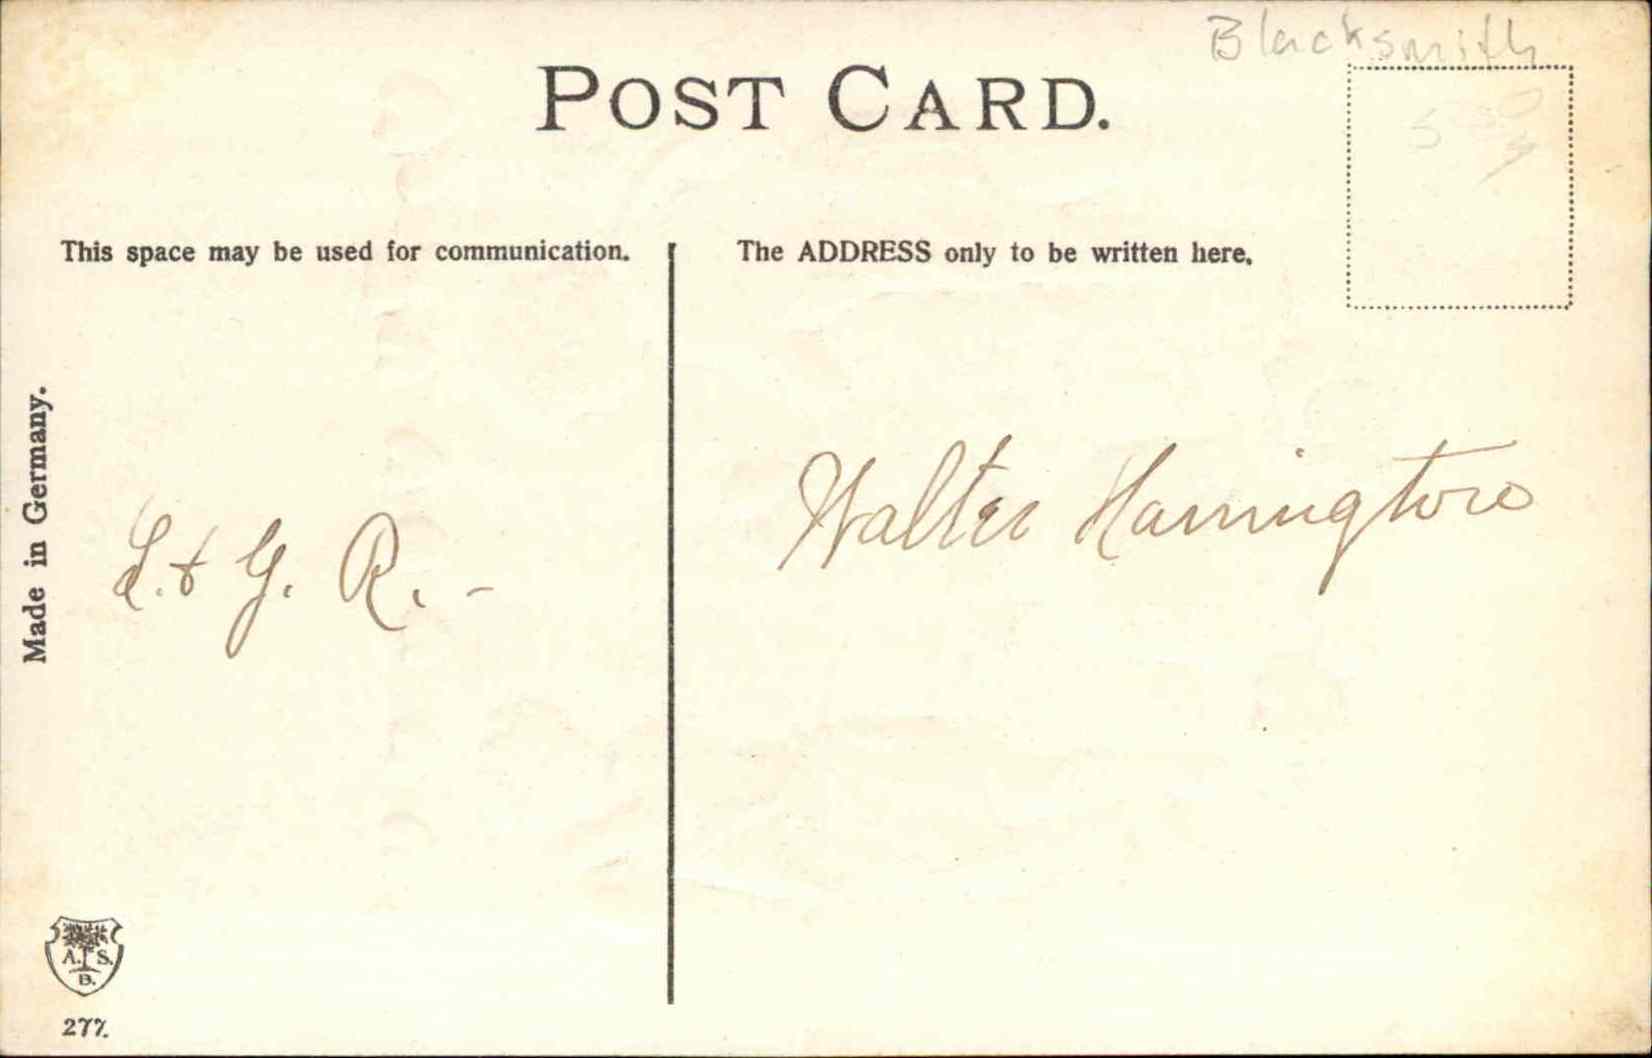 Blacksmith
POST CARD.
This space may be used for communication.
The ADDRESS only to be written here.
Made in Germany.
L. & G. R. -
Walter Harrington
A. S.
B.
277.